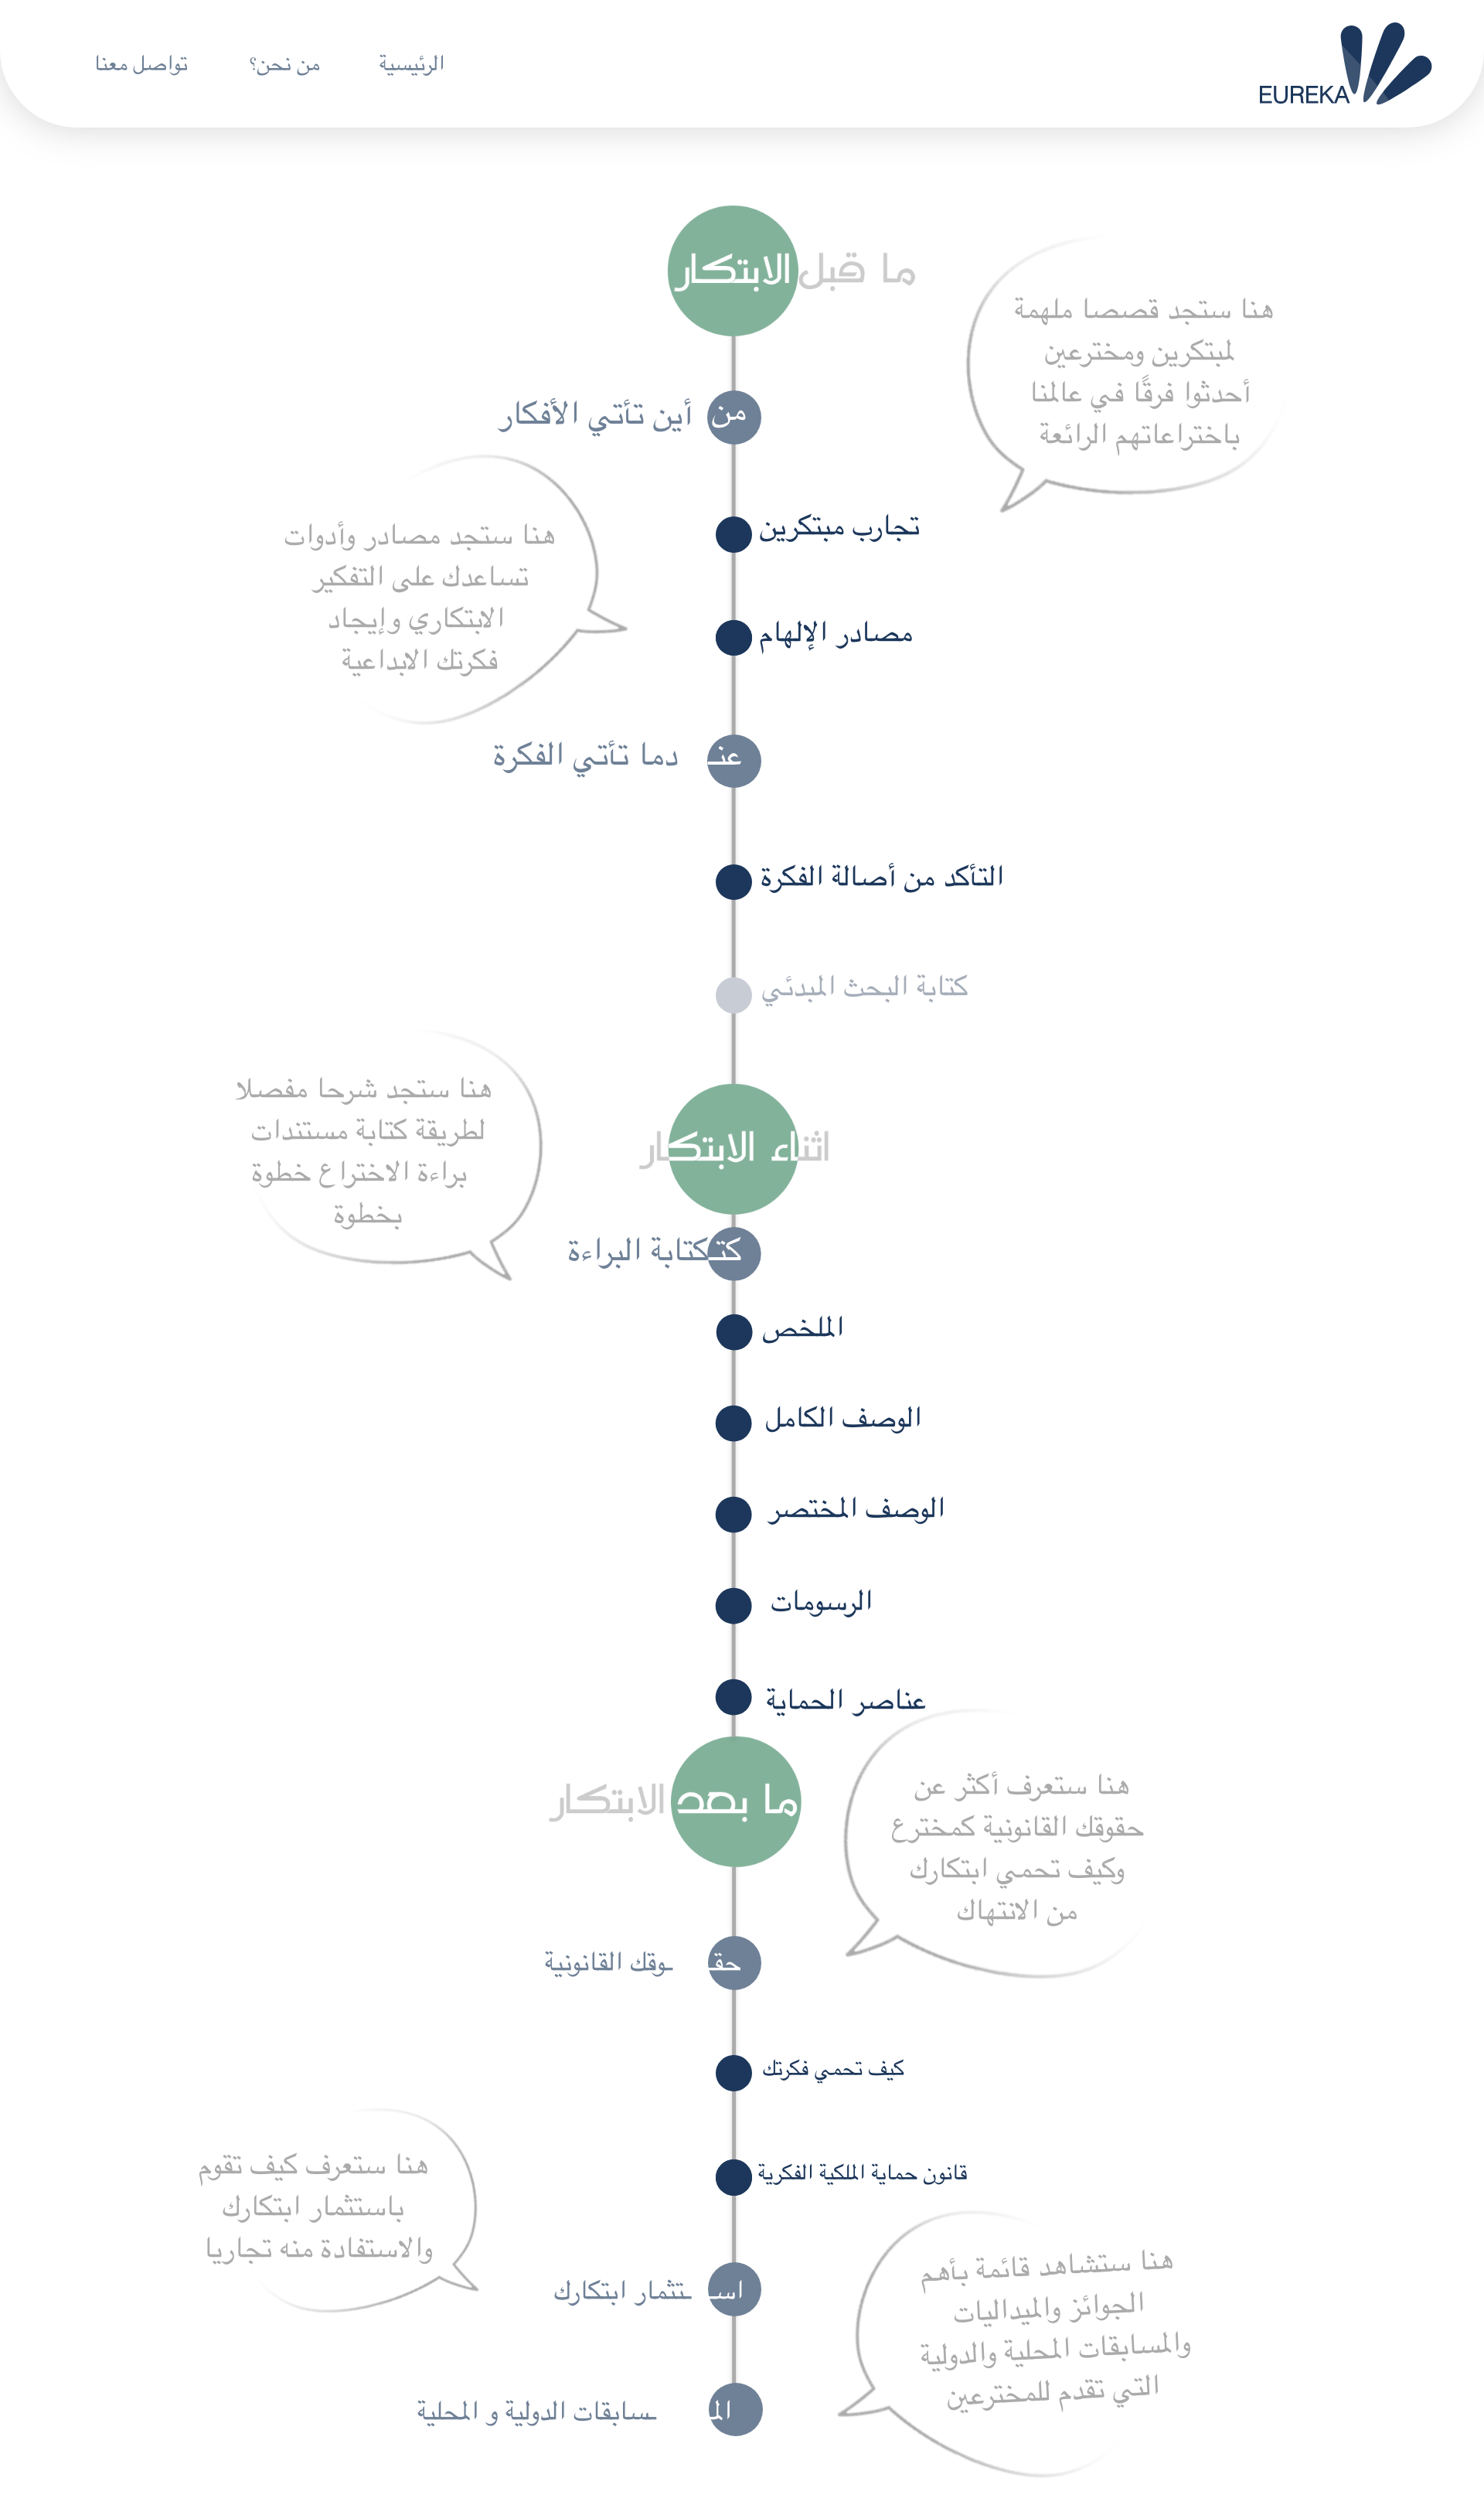 EUREKA
الرئيسية
من نحن؟
تواصل معنا
ما قبل الابتكار
هنا ستجد قصصا ملهمة
لمبتكرين ومخترعين
أحدثوا فرقًا في عالمنا
باختراعاتهم الرائعة
من أين تأتي الأفكار
هنا ستجد مصادر وأدوات
تساعدك على التفكير
الابتكاري وإيجاد
فكرتك الابداعية
تجارب مبتكرين
مصادر الإلهام
عندما تأتي الفكرة
التأكد من أصالة الفكرة
كتابة البحث المبدئي
هنا ستجد شرحا مفصلا
لطريقة كتابة مستندات
براءة الاختراع خطوة
بخطوة
اثناء الابتكار
كتكتابة البراءة
الملخص
الوصف الكامل
الوصف المختصر
الرسومات
عناصر الحماية
ما بعد الابتكار
هنا ستعرف أكثر عن
حقوقك القانونية كمخترع
وكيف تحمي ابتكارك
من الانتهاك
حقـوقك القانونية
كيف تحمي فكرتك
قانون حماية الملكية الفكرية
هنا ستعرف كيف تقوم
باستثمار ابتكارك
والاستفادة منه تجاريا
اسـتثمار ابتكارك
هنا ستشاهد قائمة بأهم
الجوائز والميداليات
والمسابقات المحلية والدولية
التي تقدم للمخترعين
المـسابقات الدولية و المحلية